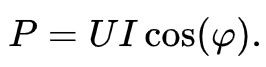 P = UI cos(φ).